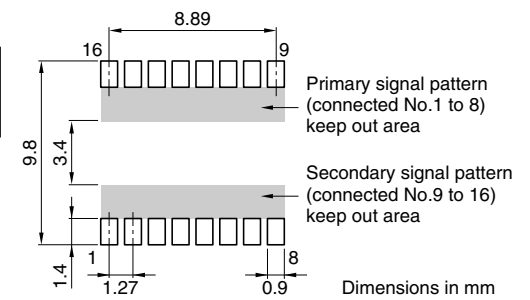 8.89
16
9
Primary signal pattern
(connected No.1 to 8)
keep out area
9.8
3.4
Secondary signal pattern
(connected No.9 to 16)
keep out area
1.4
1
8
1.27
0.9
Dimensions in mm